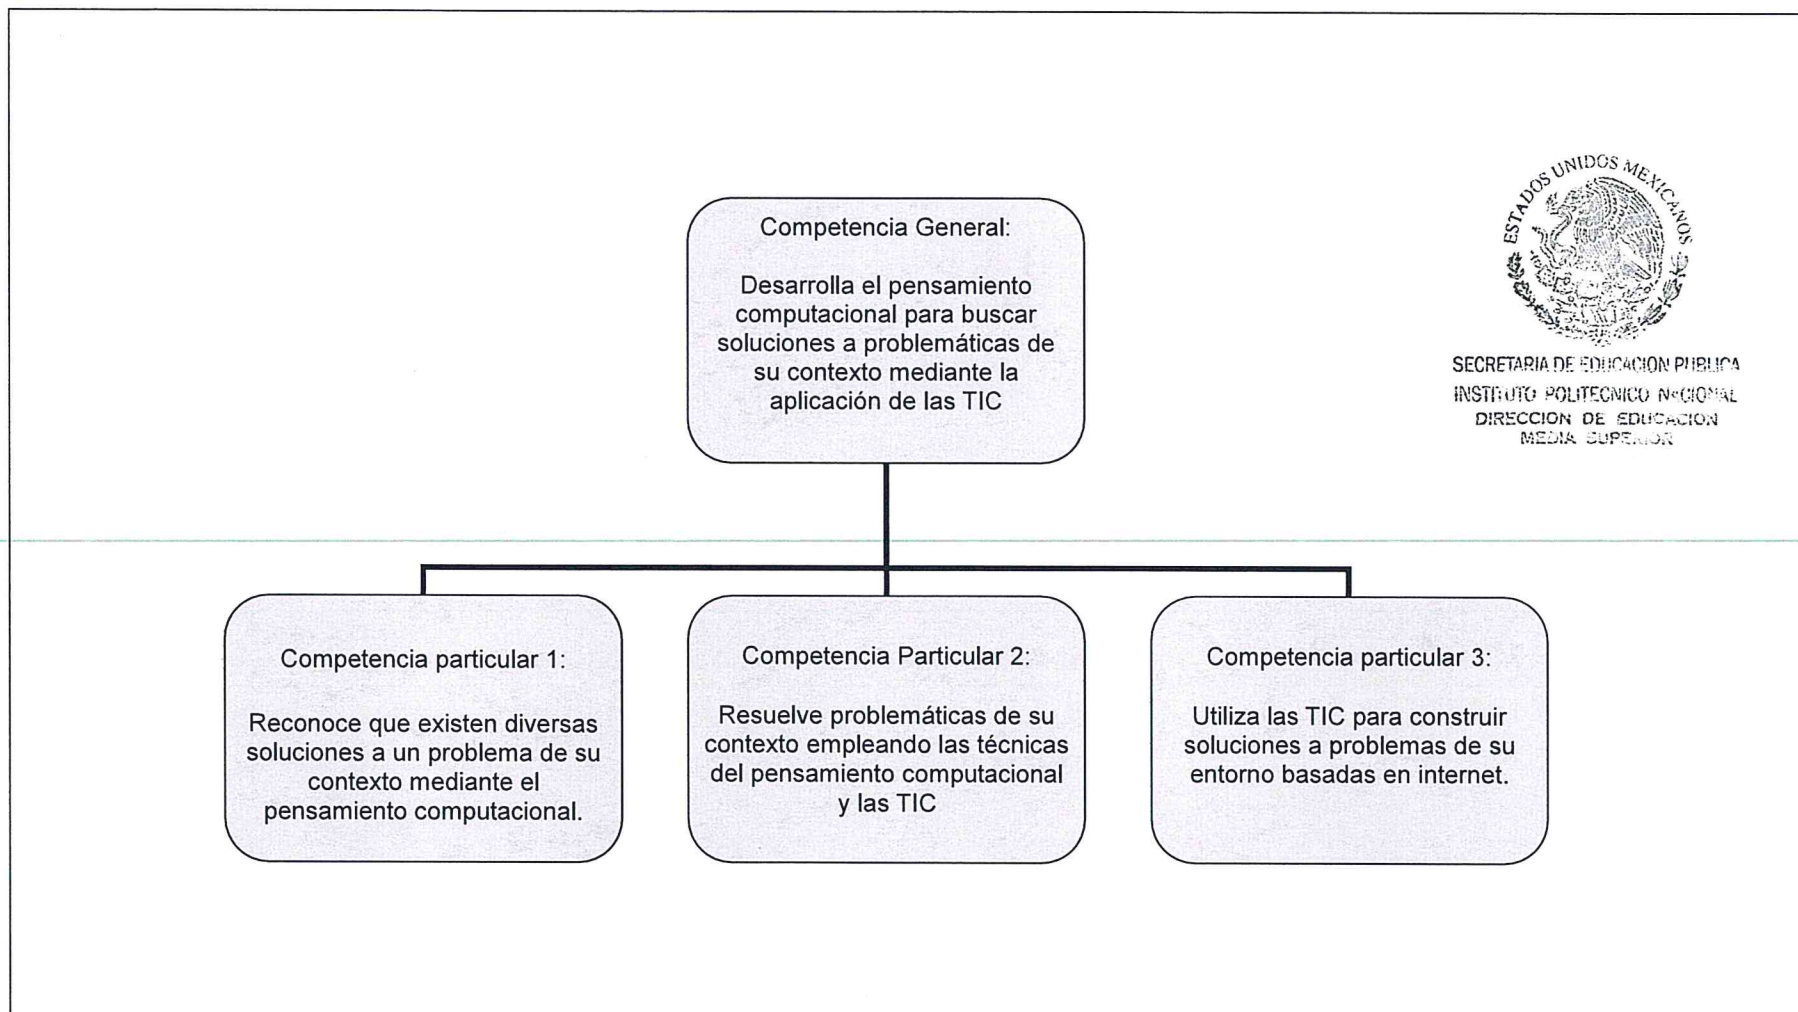 Competencia General:
Desarrolla el pensamiento
computacional para buscar
soluciones a problemáticas de
su contexto mediante la
aplicación de las TIC
ESTADOS UNIDOS MEXICANOS
SECRETARIA DE EDUCACION PUBLICA
INSTITUTO POLITECNICO NACIONAL
DIRECCION DE EDUCACION
MEDIA SUPERIOR
Competencia particular 1:
Reconoce que existen diversas
soluciones a un problema de su
contexto mediante el
pensamiento computacional.
Competencia Particular 2:
Resuelve problemáticas de su
contexto empleando las técnicas
del pensamiento computacional
y las TIC
Competencia particular 3:
Utiliza las TIC para construir
soluciones a problemas de su
entorno basadas en internet.